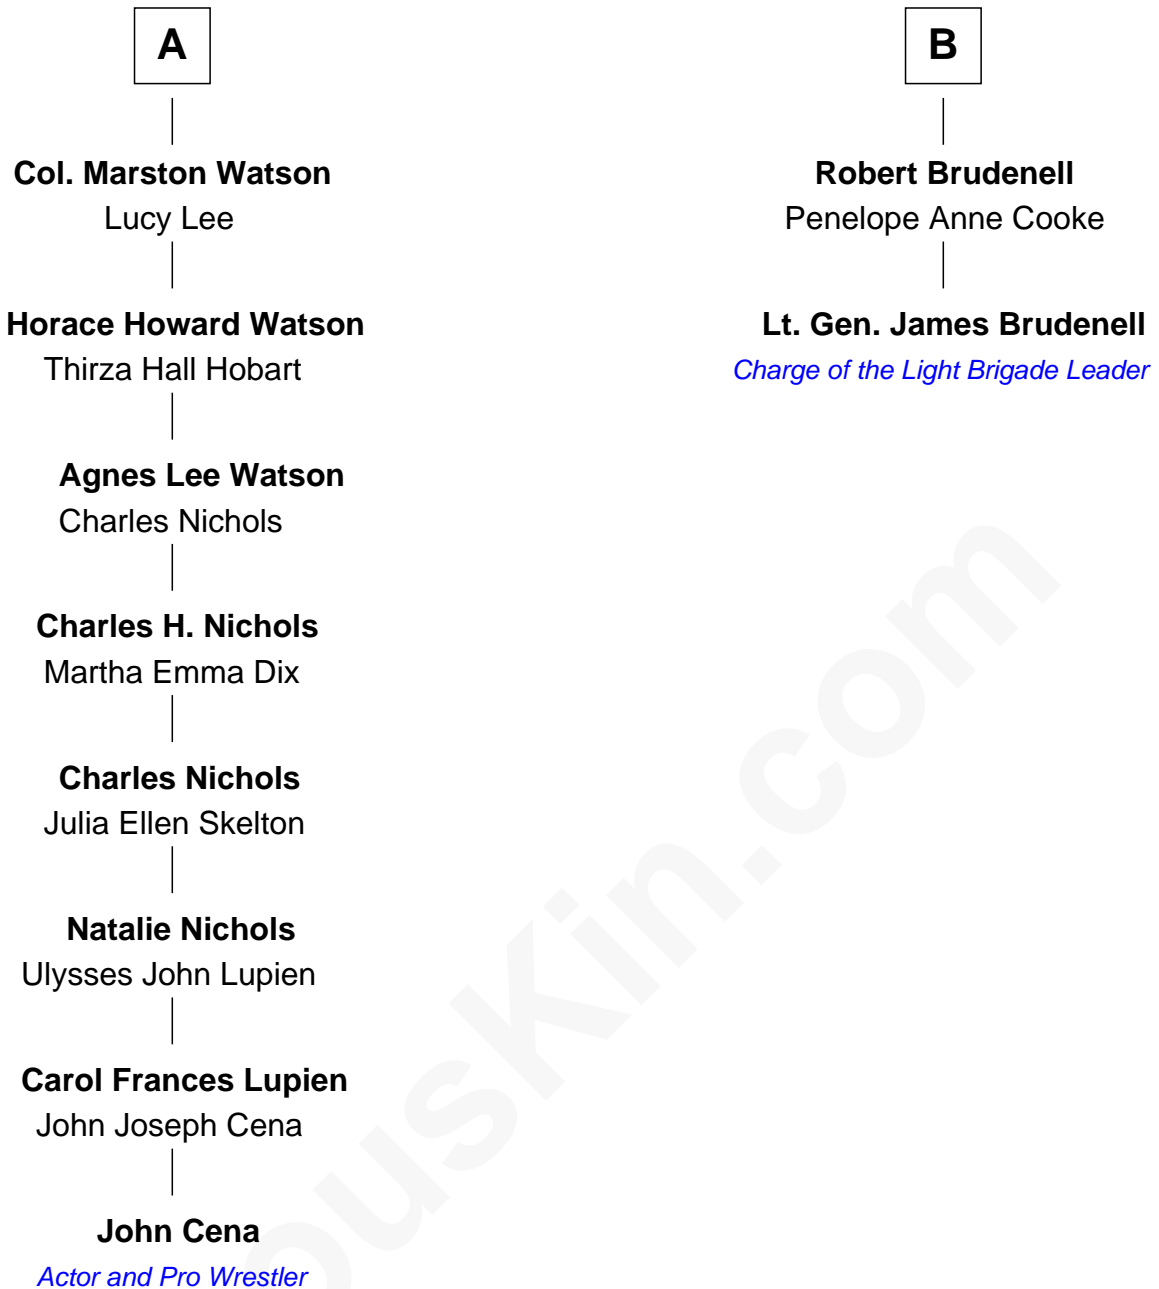 A
Col. Marston Watson
Lucy Lee
Horace Howard Watson
Thirza Hall Hobart
Agnes Lee Watson
Charles Nichols
Charles H. Nichols
Martha Emma Dix
Charles Nichols
Julia Ellen Skelton
Natalie Nichols
Ulysses John Lupien
Carol Frances Lupien
John Joseph Cena
John Cena
Actor and Pro Wrestler
B
Robert Brudenell
Penelope Anne Cooke
Lt. Gen. James Brudenell
Charge of the Light Brigade Leader
ousKin.com